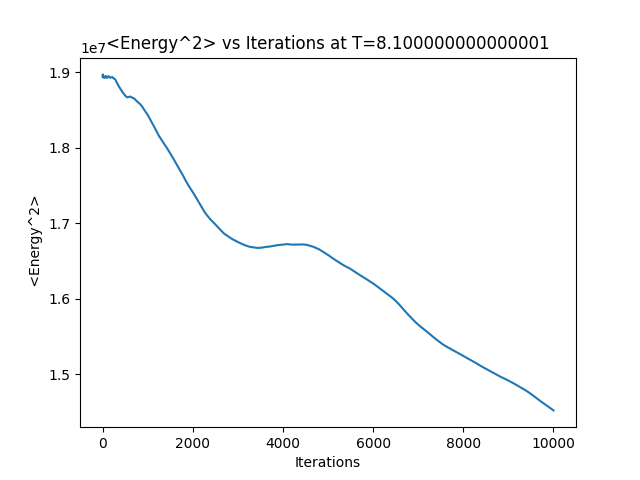 <Energy^2> vs Iterations at T=8.100000000000001
1e7
1.9
1.8
1.7
1.6
1.5
<Energy^2>
0 2000 4000 6000 8000 10000
Iterations